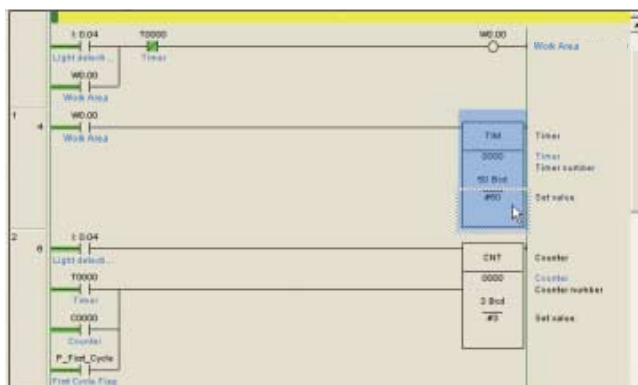 I: 0.04 T0000 W0.00
Light detecti... Timer Work Area
W0.00
Work Area
1 4 W0.00
Work Area
TIM Timer
0000 Timer
Timer number
50 Bcd
#50 Set value
2 6 I: 0.04
Light detecti...
CNT Counter
T0000 0000 Counter
Timer Counter number
3 Bcd
C0000 #3 Set value
Counter
P_First_Cycle
First Cycle Flag